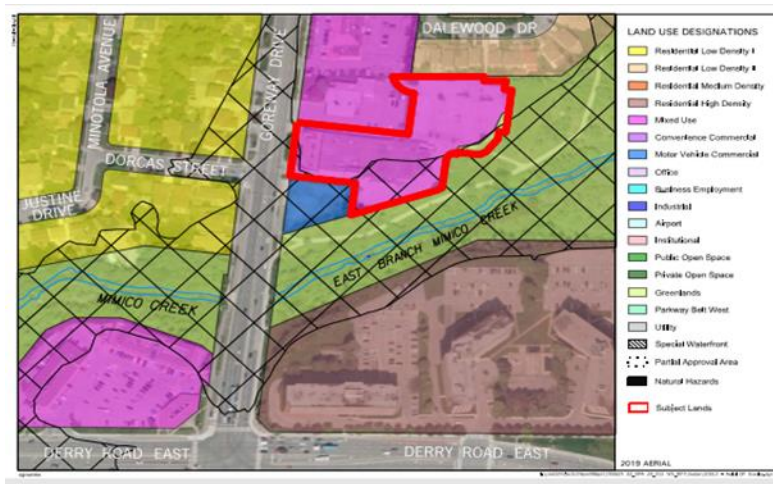 DALEWOOD DR
MINOTOLA AVENUE
GOREWAY DRIVE
DORCAS STREET
JUSTINE DRIVE
EAST BRANCH MIMICO CREEK
MIMICO CREEK
DERRY ROAD EAST
DERRY ROAD EAST
LAND USE DESIGNATIONS
Residential Low Density I
Residential Low Density II
Residential Medium Density
Residential High Density
Mixed Use
Convenience Commercial
Motor Vehicle Commercial
Office
Business Employment
Industrial
Airport
Institutional
Public Open Space
Private Open Space
Greenlands
Parkway Belt West
Utility
Special Waterfront
Partial Approval Area
Natural Hazards
Subject Lands
2019 AERIAL